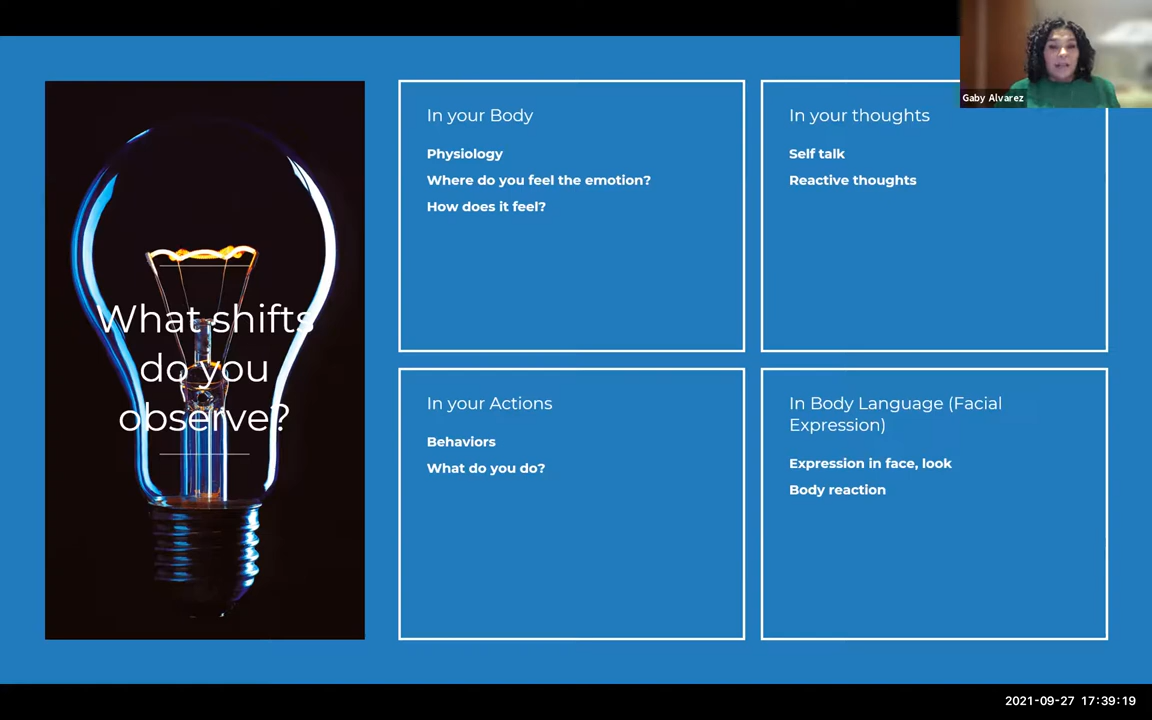 What shifts
do you
observe?
In your Body
Physiology
Where do you feel the emotion?
How does it feel?
In your thoughts
Self talk
Reactive thoughts
In your Actions
Behaviors
What do you do?
In Body Language (Facial
Expression)
Expression in face, look
Body reaction
Gaby Alvarez
2021-09-27 17:39:19